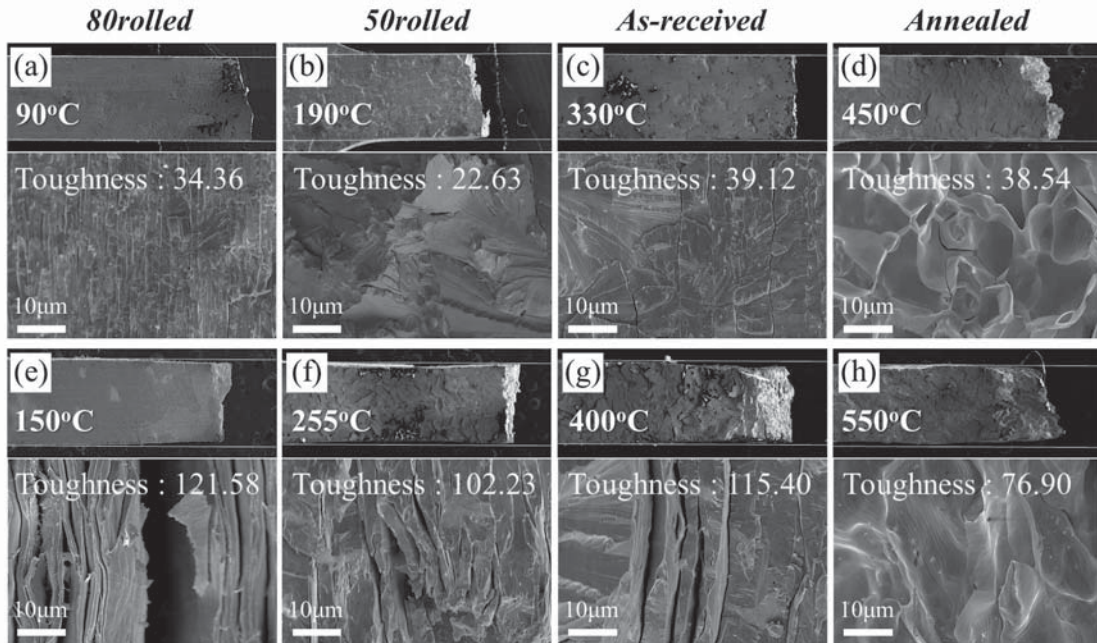 80rolled 50rolled As-received Annealed
(a) (b) (c) (d)
90°C 190°C 330°C 450°C
Toughness : 34.36 Toughness : 22.63 Toughness : 39.12 Toughness : 38.54
10μm 10μm 10μm 10μm
(e) (f) (g) (h)
150°C 255°C 400°C 550°C
Toughness : 121.58 Toughness : 102.23 Toughness : 115.40 Toughness : 76.90
10μm 10μm 10μm 10μm